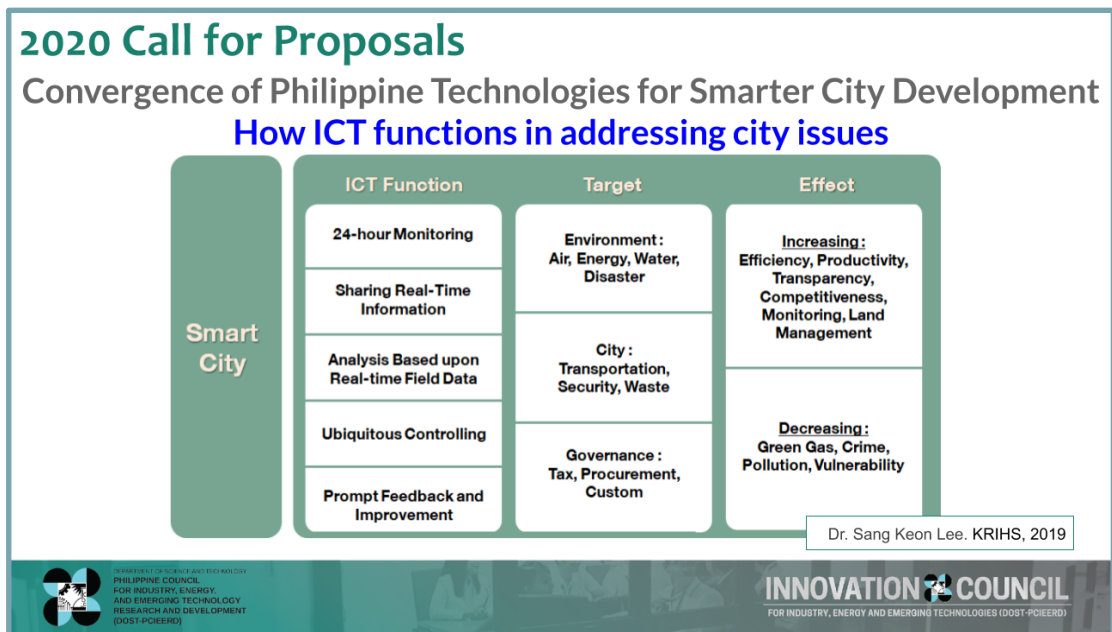 2020 Call for Proposals
Convergence of Philippine Technologies for Smarter City Development
How ICT functions in addressing city issues
Smart
City
ICT Function
24-hour Monitoring
Sharing Real-Time
Information
Analysis Based upon
Real-time Field Data
Ubiquitous Controlling
Prompt Feedback and
Improvement
Target
Environment :
Air, Energy, Water,
Disaster
City :
Transportation,
Security, Waste
Governance :
Tax, Procurement,
Custom
Effect
Increasing :
Efficiency, Productivity,
Transparency,
Competitiveness,
Monitoring, Land
Management
Decreasing :
Green Gas, Crime,
Pollution, Vulnerability
Dr. Sang Keon Lee. KRIHS, 2019
DEPARTMENT OF SCIENCE AND TECHNOLOGY
PHILIPPINE COUNCIL
FOR INDUSTRY, ENERGY,
AND EMERGING TECHNOLOGY
RESEARCH AND DEVELOPMENT
(DOST-PCIEERD)
INNOVATION COUNCIL
FOR INDUSTRY, ENERGY AND EMERGING TECHNOLOGIES (DOST-PCIEERD)